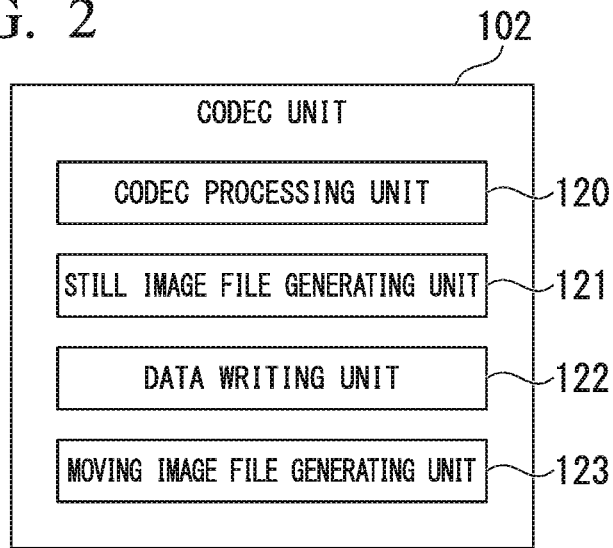 G. 2
102
CODEC UNIT
CODEC PROCESSING UNIT 120
STILL IMAGE FILE GENERATING UNIT 121
DATA WRITING UNIT 122
MOVING IMAGE FILE GENERATING UNIT 123